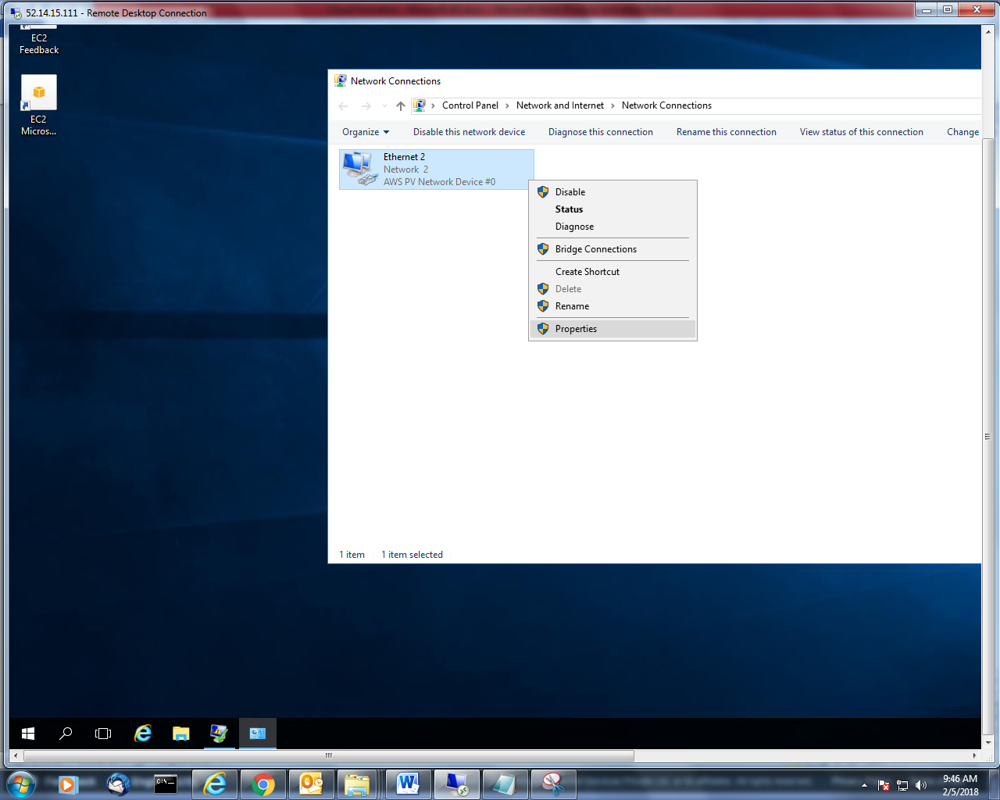 52.14.15.111 - Remote Desktop Connection
EC2
Feedback
EC2
Micros...
Network Connections
Control Panel
Network and Internet
Network Connections
Organize
Disable this network device
Diagnose this connection
Rename this connection
View status of this connection
Change
Ethernet 2
Network 2
AWS PV Network Device #0
Disable
Status
Diagnose
Bridge Connections
Create Shortcut
Delete
Rename
Properties
1 item
1 item selected
9:46 AM
2/5/2018